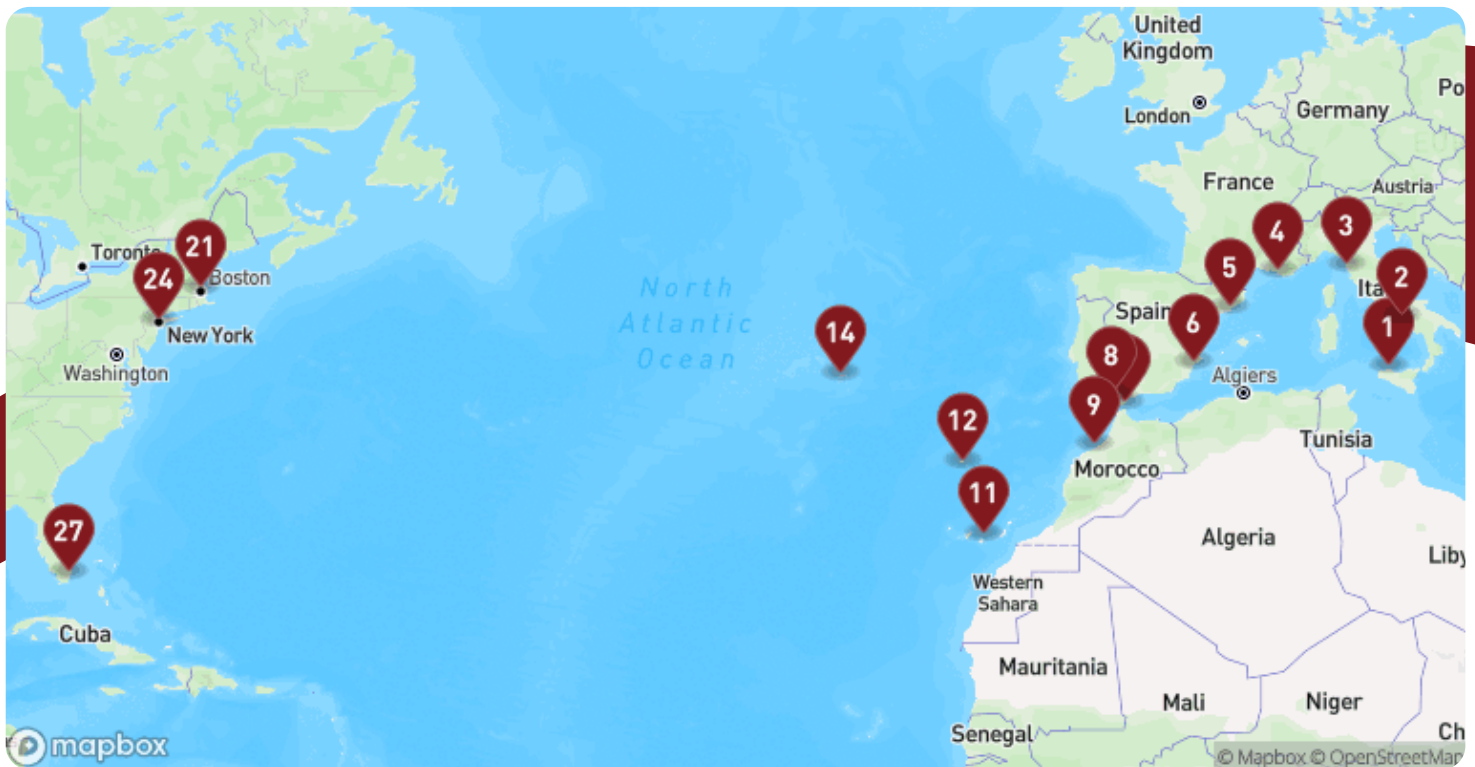 United
Kingdom
London
Germany
Po
EU
France
Austria
Toronto
21
Boston
24
New York
Washington
North
Atlantic
Ocean
4
3
5
2
Ita
Spain
6
1
14
8
Algiers
9
12
Tunisia
Morocco
11
27
Algeria
Liby
Western
Sahara
Cuba
Mauritania
Mali
Niger
Senegal
Ch
mapbox
© Mapbox © OpenStreetMap